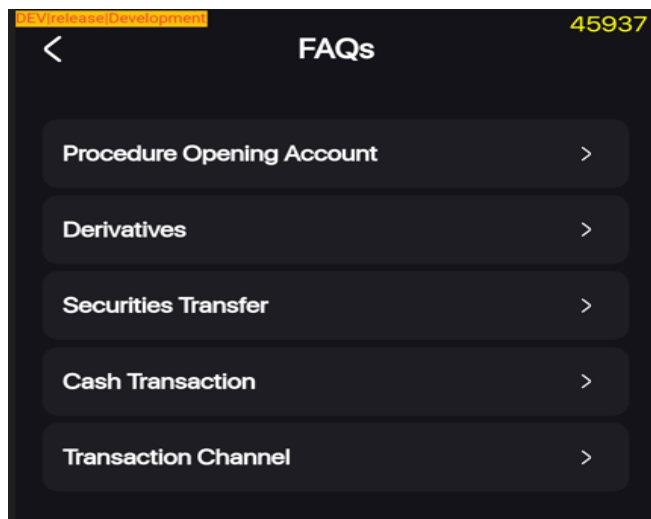 DEV|release|Development
45937
FAQs
Procedure Opening Account
Derivatives
Securities Transfer
Cash Transaction
Transaction Channel